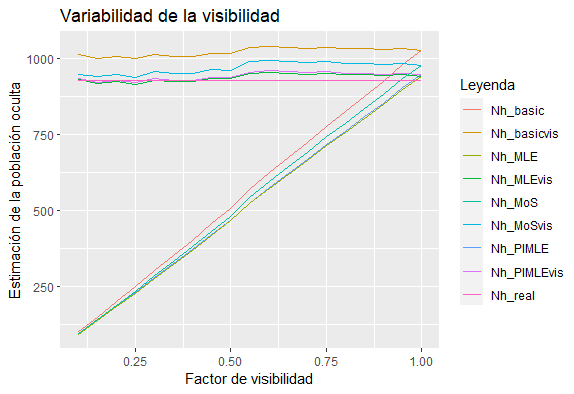 Variabilidad de la visibilidad
Estimación de la población oculta
1000
750
500
250
0.25
0.50
0.75
1.00
Factor de visibilidad
Leyenda
Nh_basic
Nh_basicvis
Nh_MLE
Nh_MLEvis
Nh_MoS
Nh_MoSvis
Nh_PIMLE
Nh_PIMLEvis
Nh_real